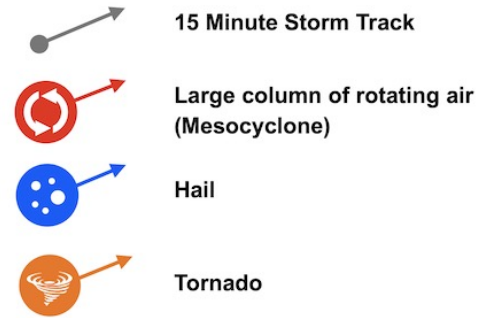 15 Minute Storm Track
Large column of rotating air
(Mesocyclone)
Hail
Tornado